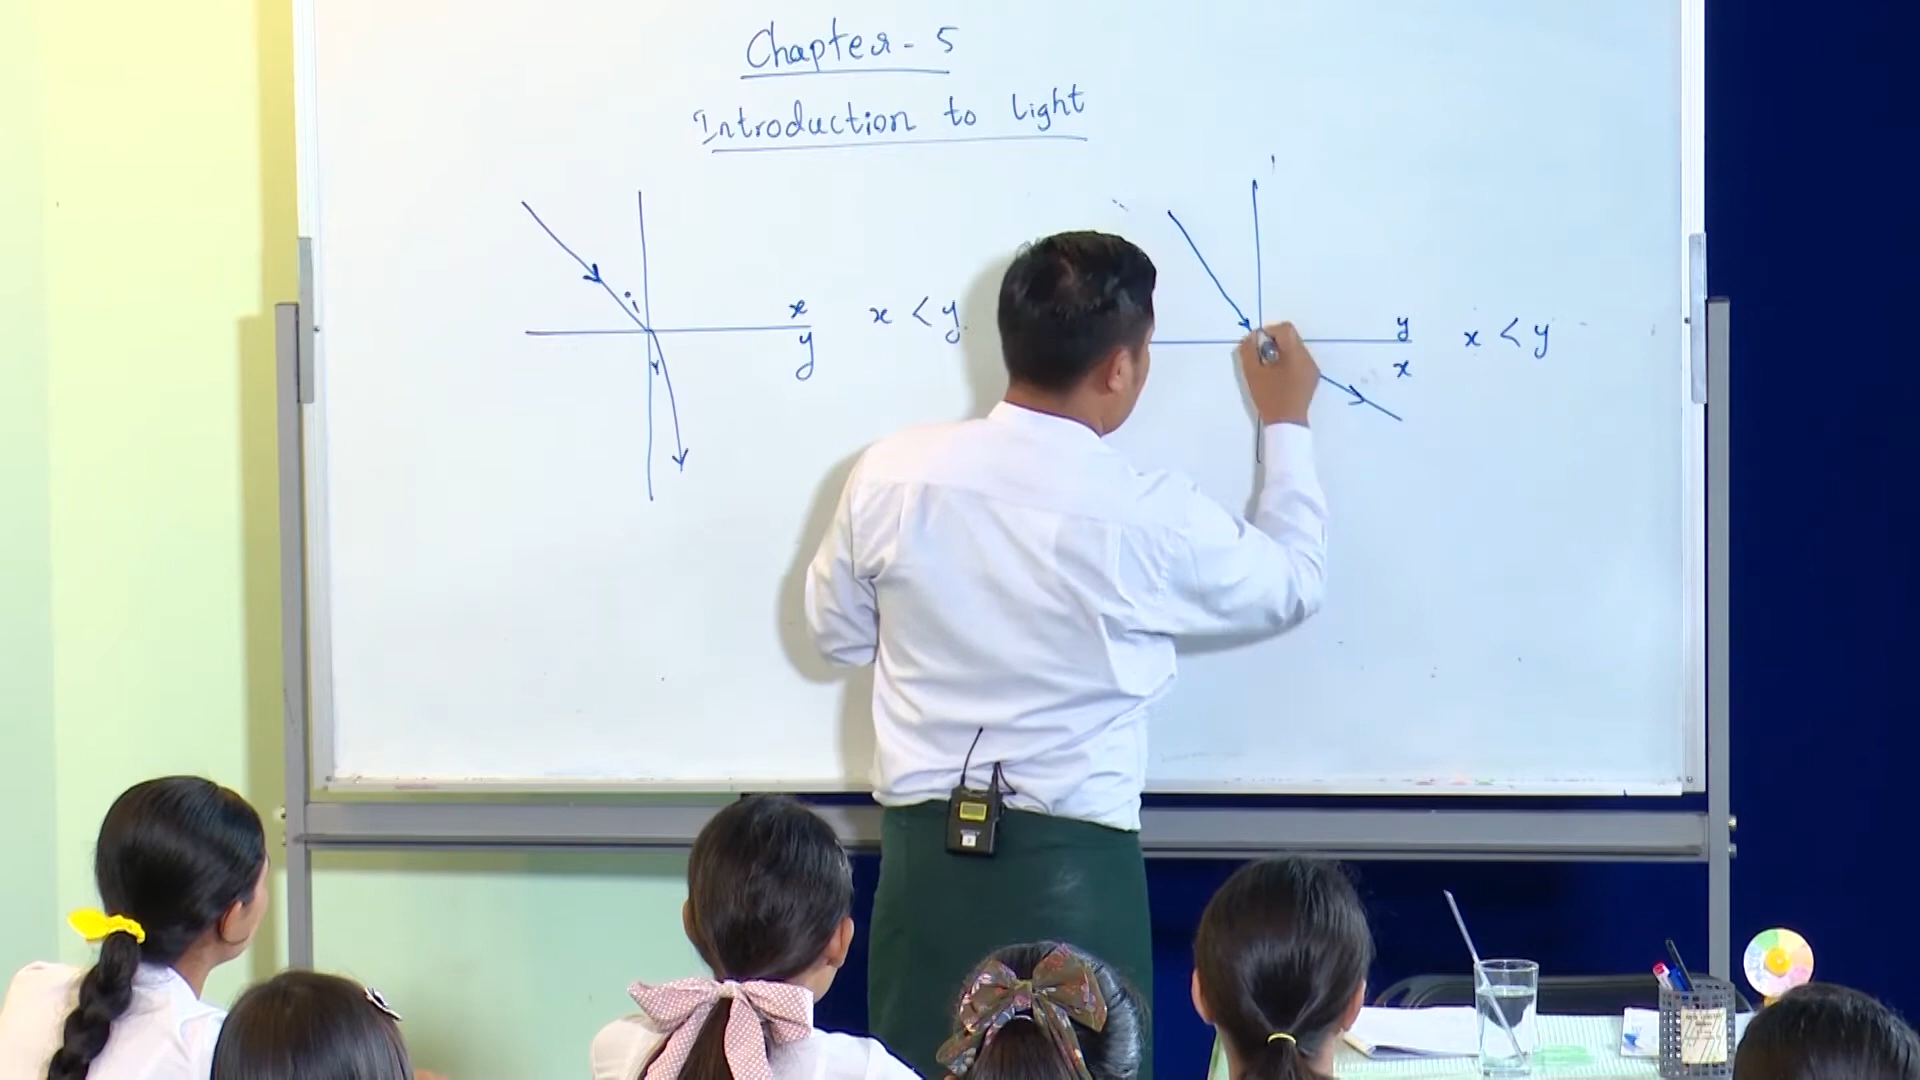 Chapter - 5
Introduction to light
i
x
x < y
y
r
y
x < y
x